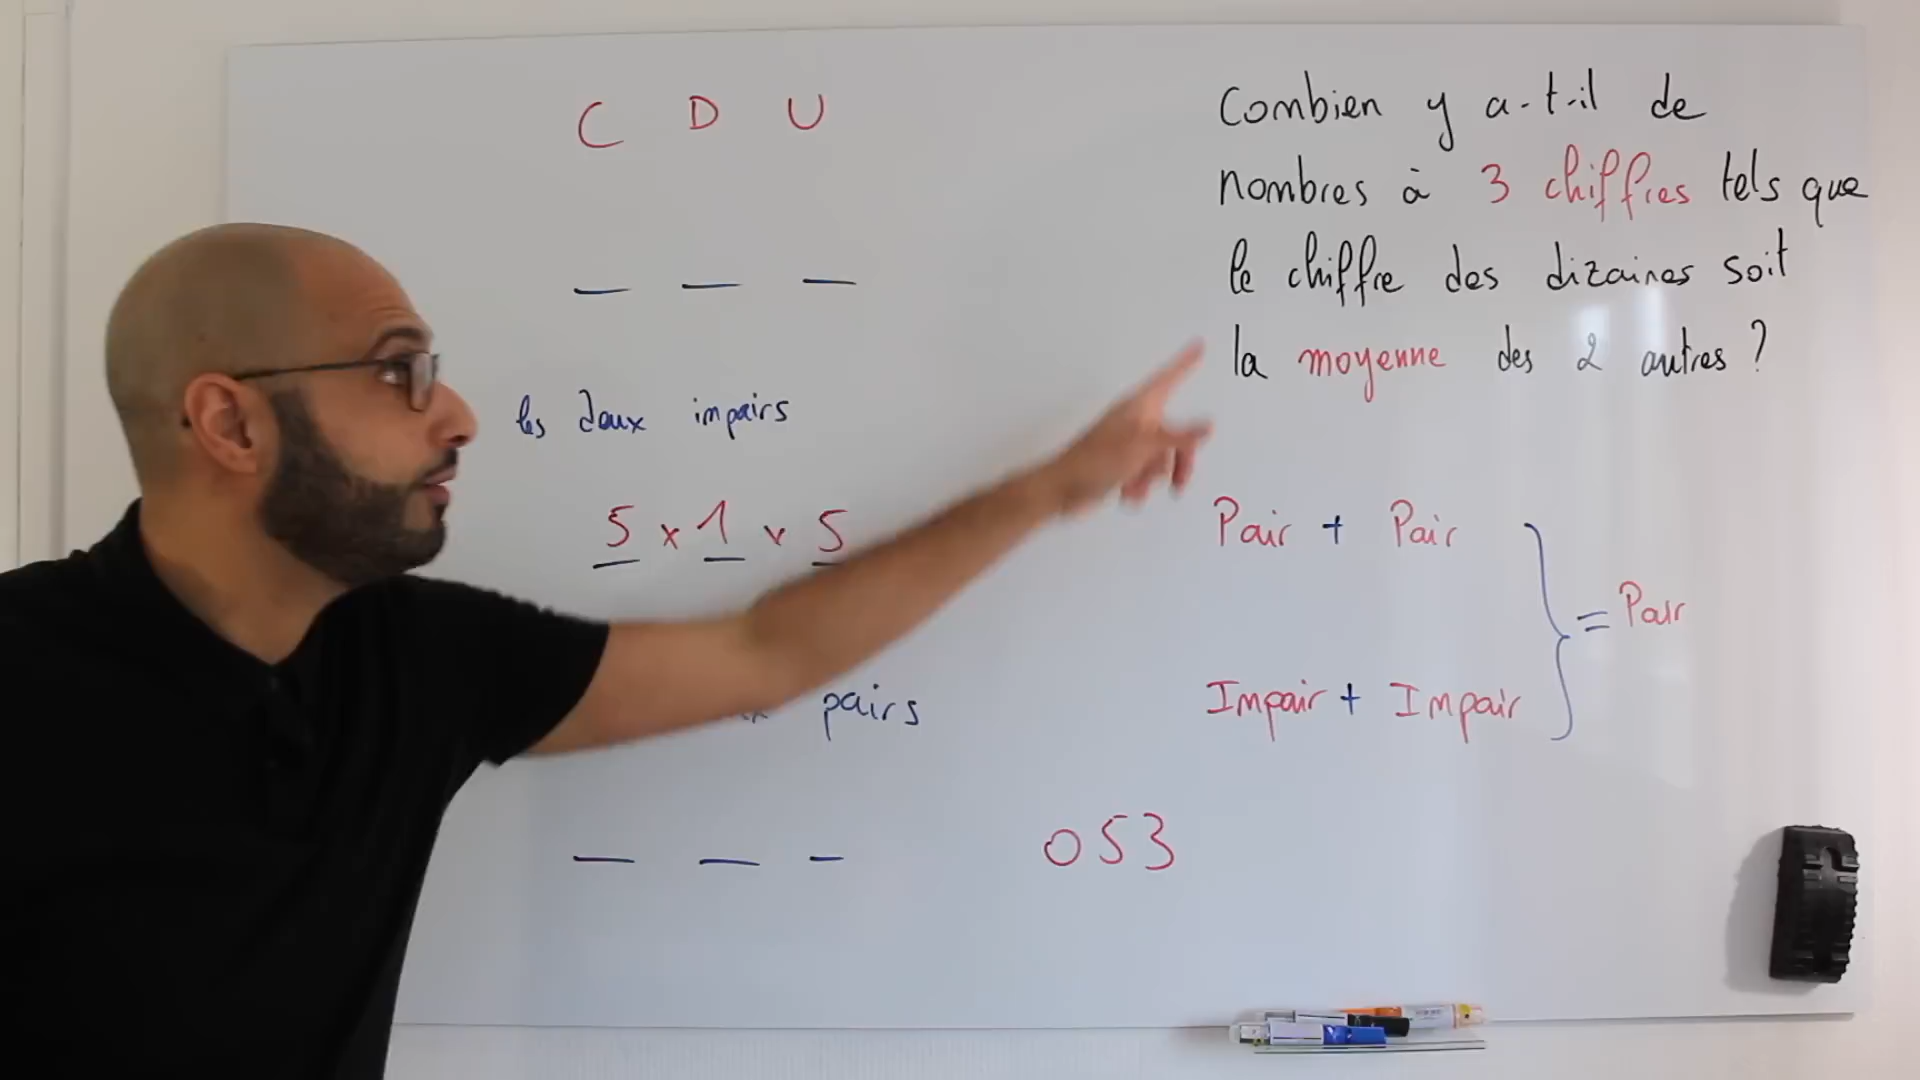 C D U
Combien y a-t-il de
nombres à 3 chiffres tels que
le chiffre des dizaines soit
la moyenne des 2 autres ?
les deux impairs
5 x 1 x 5
Pair + Pair
= Pair
Impair + Impair
pairs
053